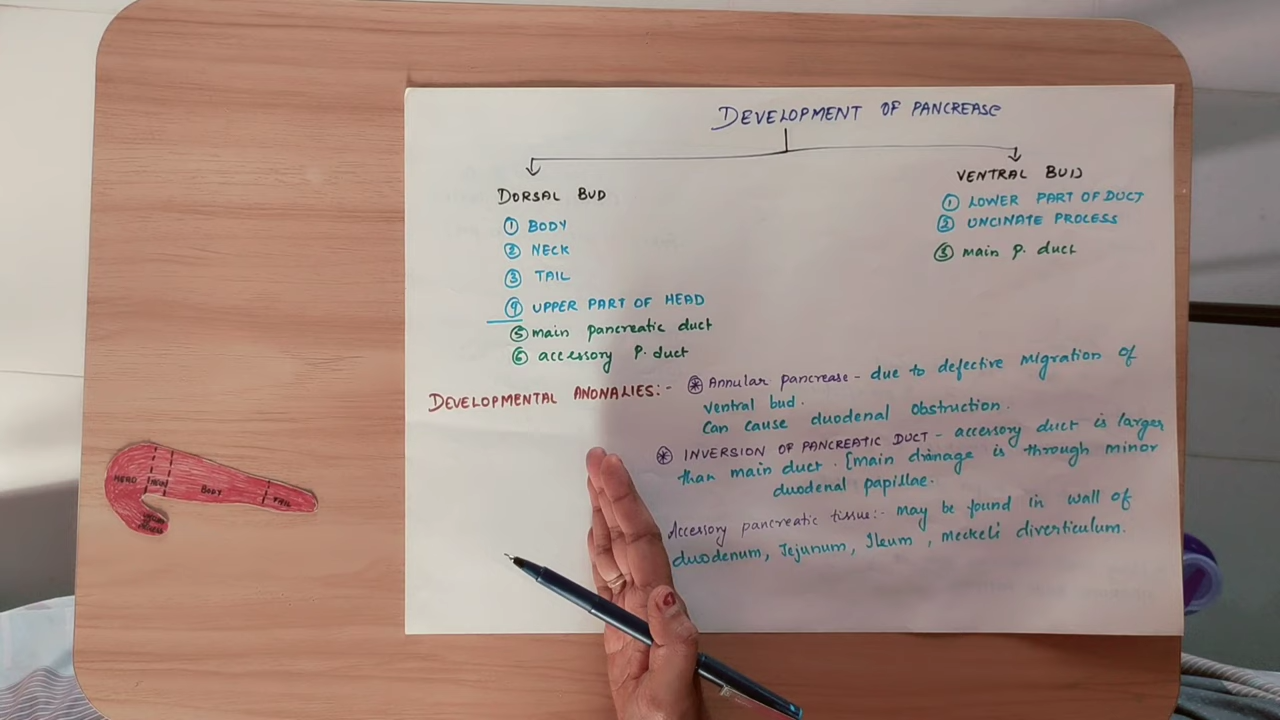 DEVELOPMENT OF PANCREASE
DORSAL BUD
① BODY
② NECK
③ TAIL
④ UPPER PART OF HEAD
⑤ main pancreatic duct
⑥ accessory P. duct
VENTRAL BUD
① LOWER PART OF DUCT
② UNCINATE PROCESS
③ main P. duct
DEVELOPMENTAL ANONALIES:-
Annular pancrease - due to defective migration of
ventral bud.
Can cause duodenal obstruction.
INVERSION OF PANCREATIC DUCT - accessory duct is larger
than main duct. [main drainage is through minor
duodenal papillae.
Accessory pancreatic tissue:- may be found in wall of
duodenum, Jejunum, Ileum, meckeli diverticulum.
HEAD
NECK
BODY
TAIL